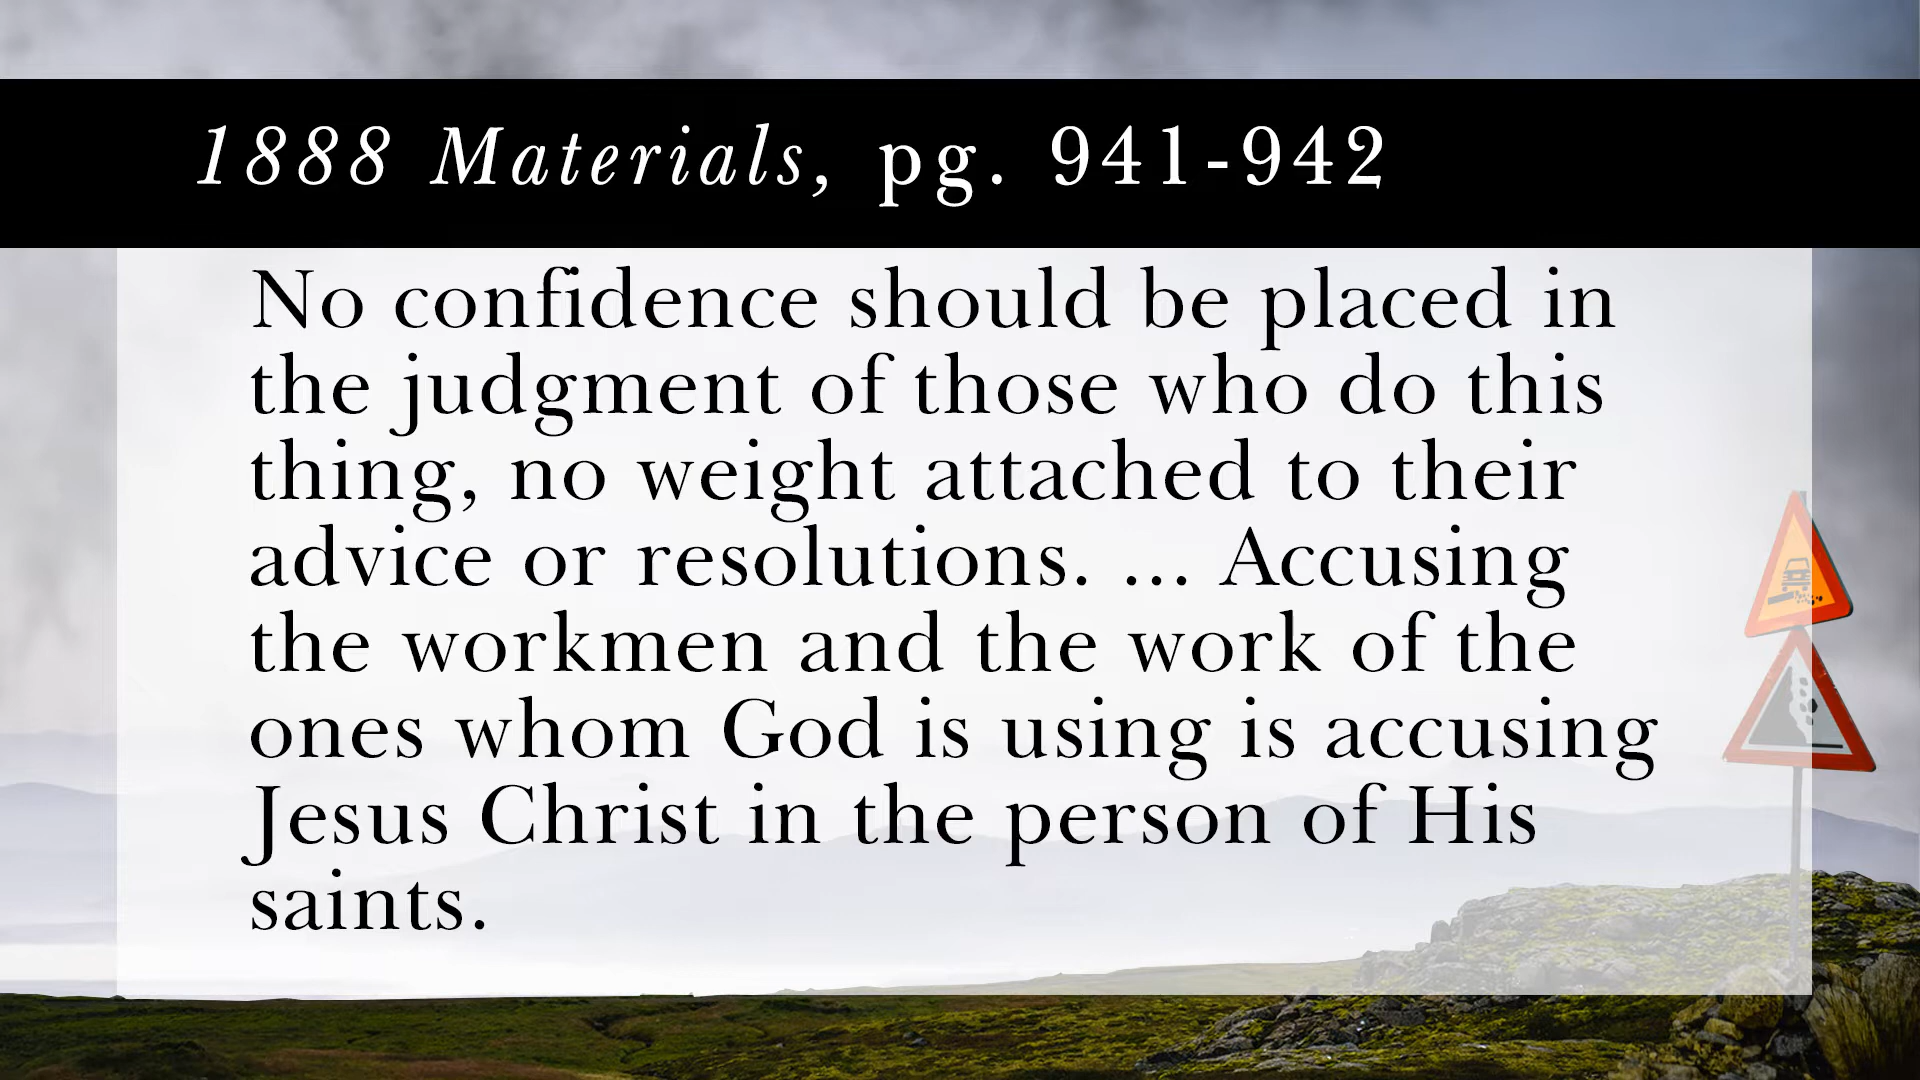 1888 Materials, pg. 941-942
No confidence should be placed in
the judgment of those who do this
thing, no weight attached to their
advice or resolutions. ... Accusing
the workmen and the work of the
ones whom God is using is accusing
Jesus Christ in the person of His
saints.